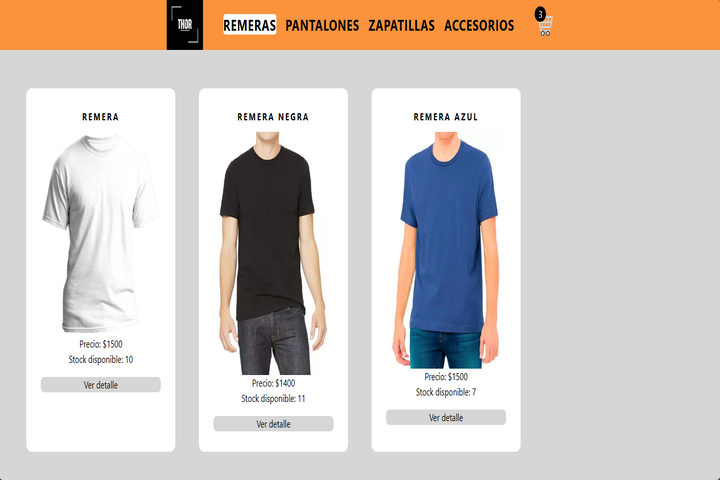 THOR
REMERAS PANTALONES ZAPATILLAS ACCESORIOS
3
REMERA
Precio: $1500
Stock disponible: 10
Ver detalle
REMERA NEGRA
Precio: $1400
Stock disponible: 11
Ver detalle
REMERA AZUL
Precio: $1500
Stock disponible: 7
Ver detalle